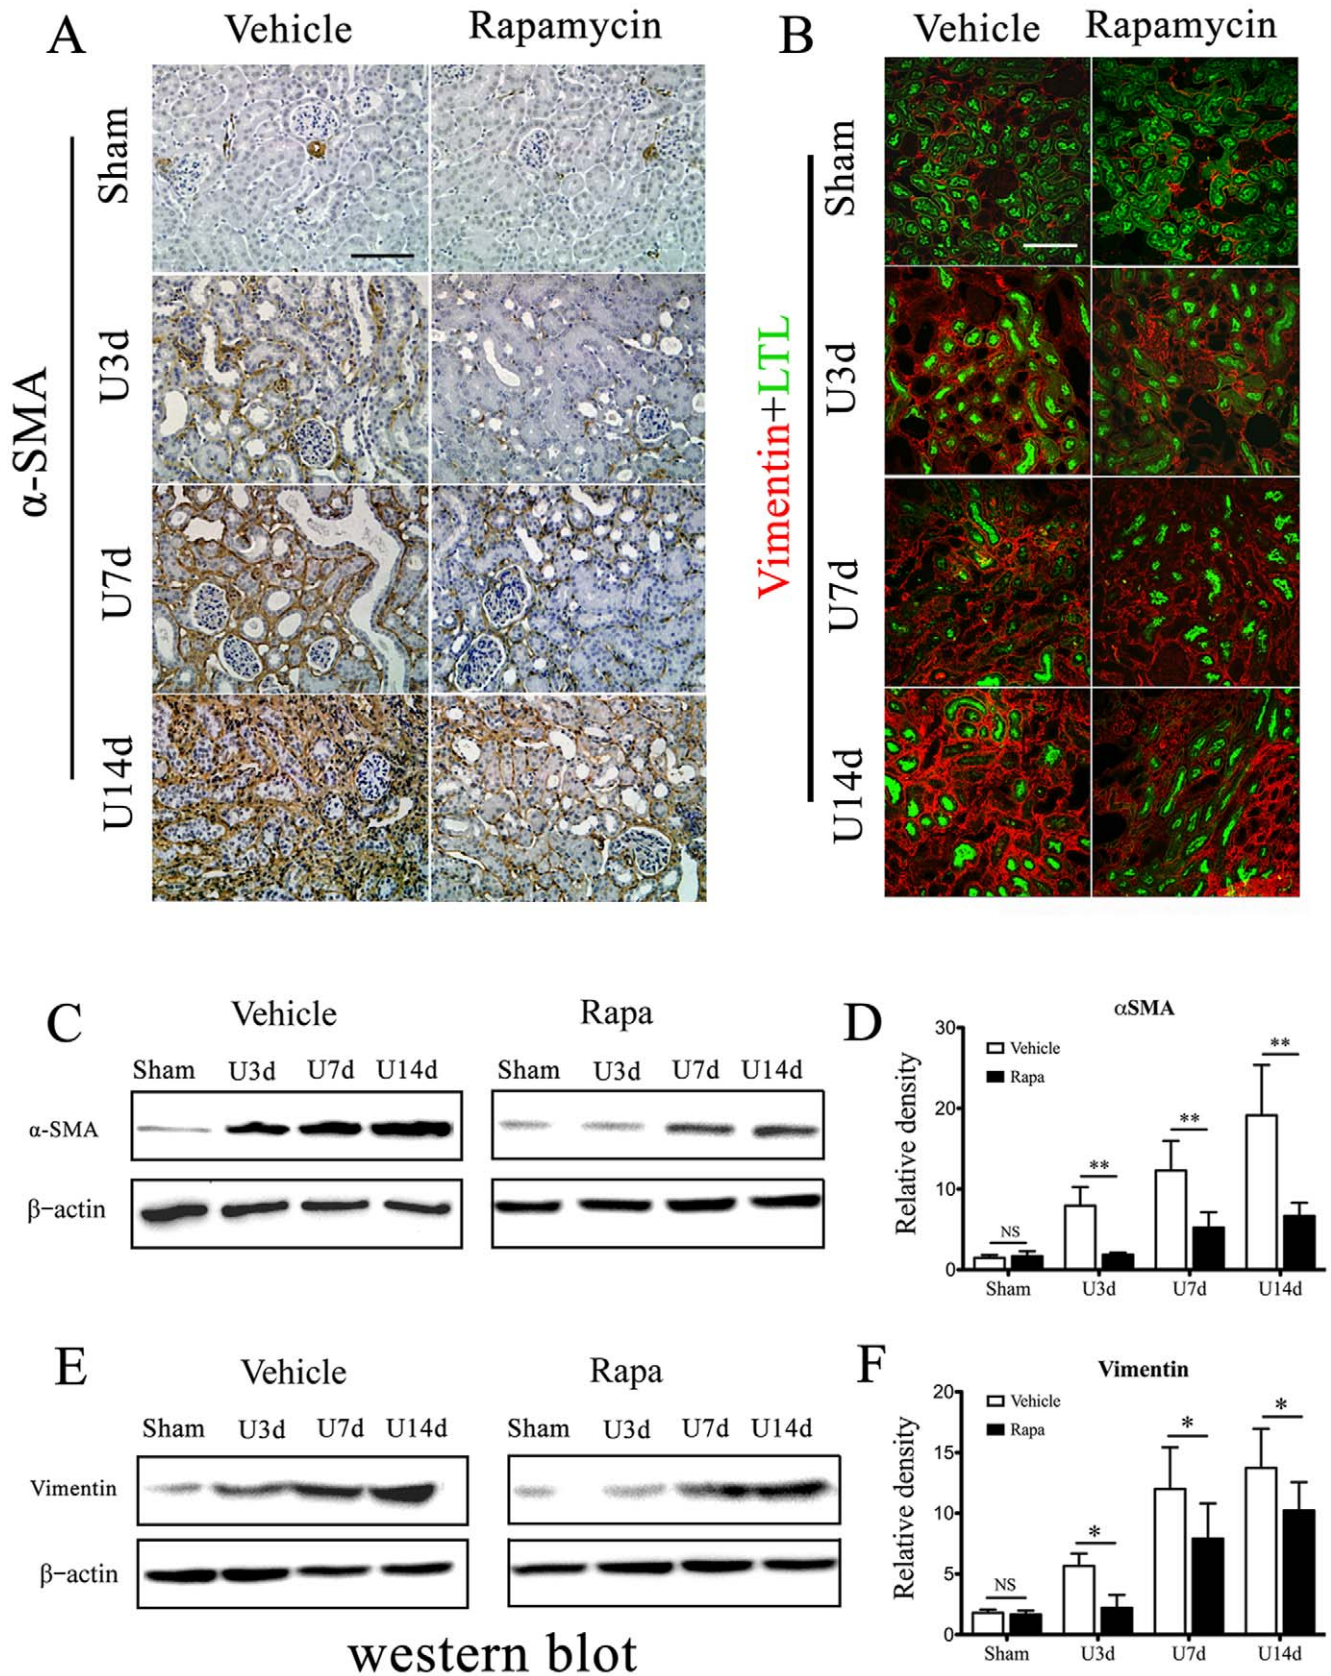 A
Vehicle
Rapamycin
α-SMA
Sham
U3d
U7d
U14d
B
Vehicle
Rapamycin
Vimentin+LTL
Sham
U3d
U7d
U14d
C
Vehicle
Rapa
Sham
U3d
U7d
U14d
Sham
U3d
U7d
U14d
α-SMA
β-actin
D
αSMA
Vehicle
Rapa
Relative density
30
20
10
0
NS
**
**
**
Sham
U3d
U7d
U14d
E
Vehicle
Rapa
Sham
U3d
U7d
U14d
Sham
U3d
U7d
U14d
Vimentin
β-actin
western blot
F
Vimentin
Vehicle
Rapa
Relative density
20
15
10
5
0
NS
*
*
*
Sham
U3d
U7d
U14d